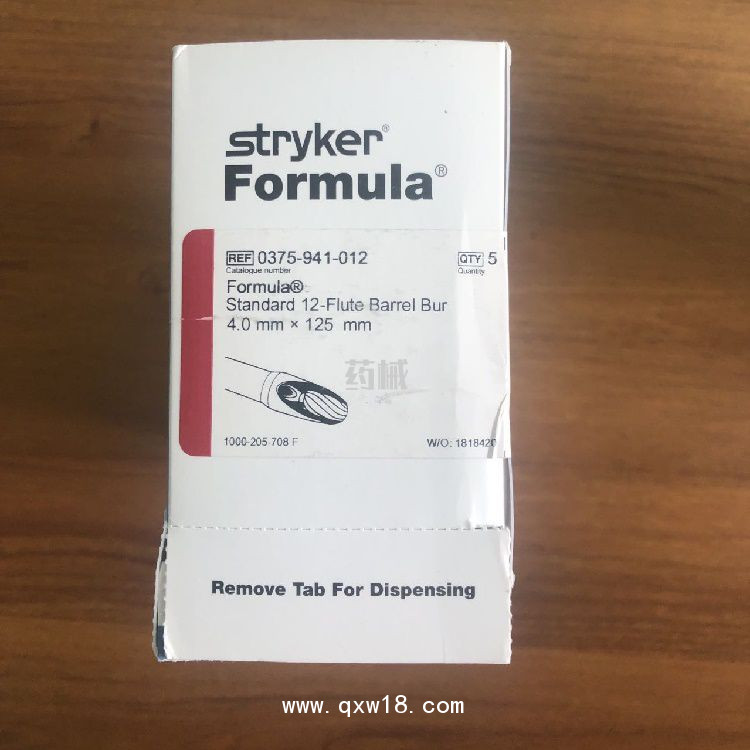 stryker®
Formula®
REF 0375-941-012
Catalogue number
QTY 5
Quantity
Formula®
Standard 12-Flute Barrel Bur
4.0 mm × 125 mm
药械
1000-205-708 F
W/O: 1818420
Remove Tab For Dispensing
www.qxw18.com